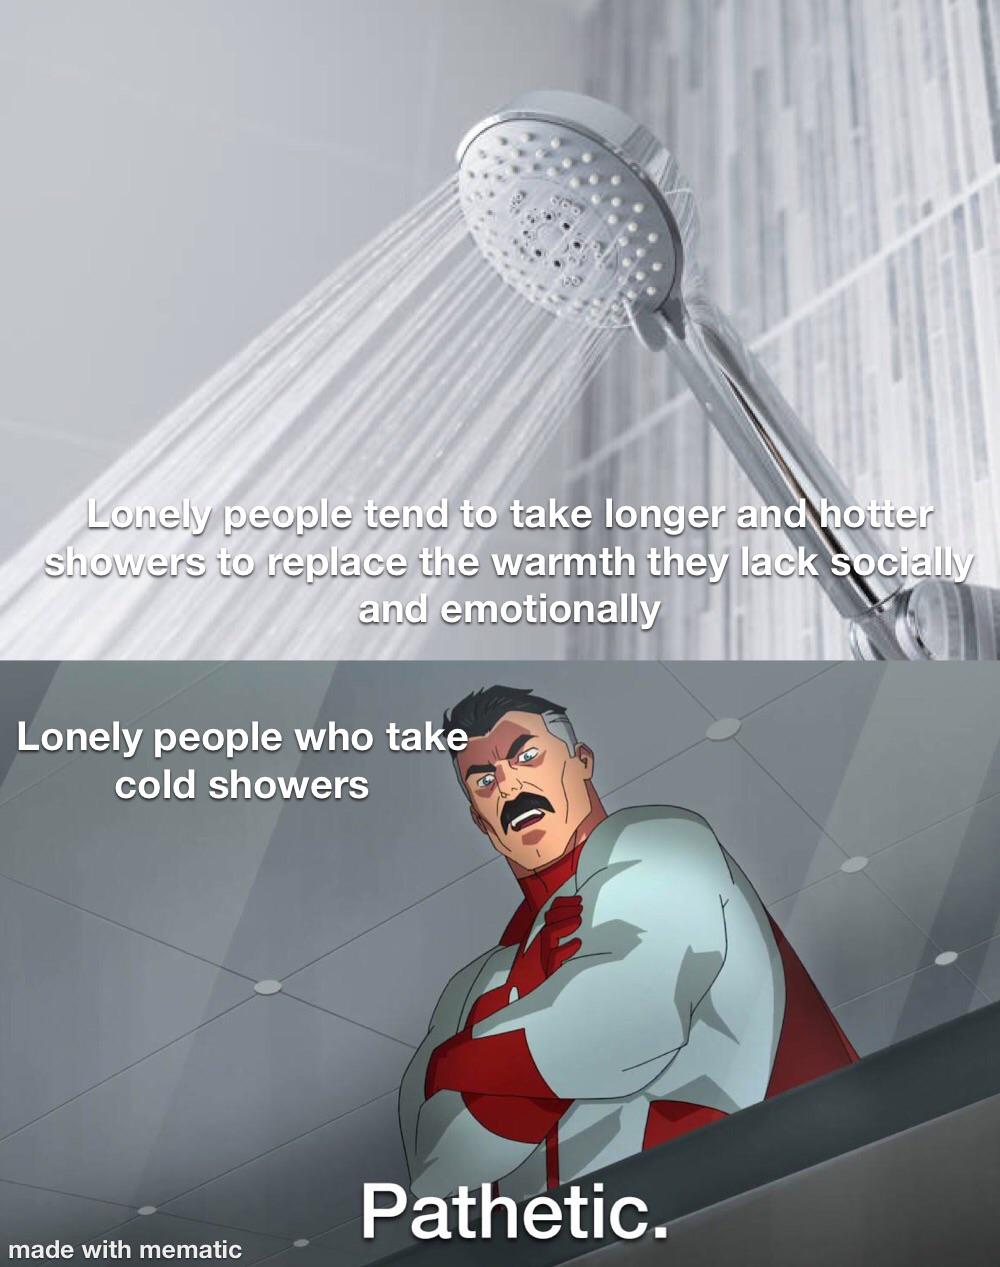 Lonely people tend to take longer and hotter
showers to replace the warmth they lack socially
and emotionally
Lonely people who take
cold showers
Pathetic.
made with mematic